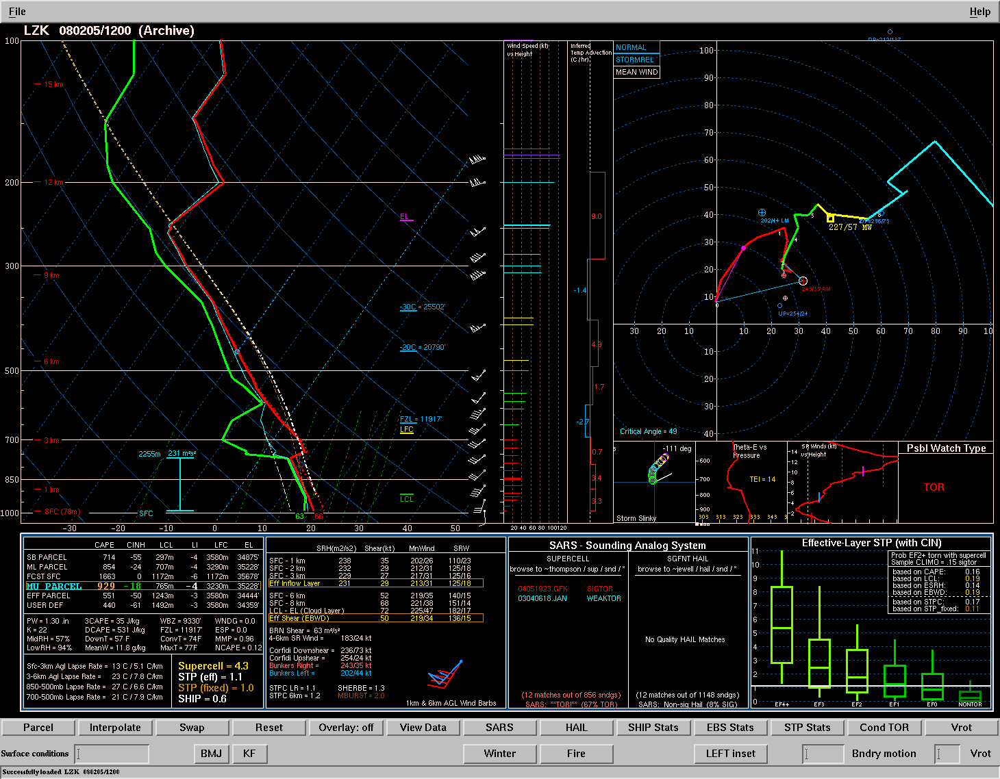 File Help
LZK 080205/1200 (Archive)
100
15 km
200
12 km
300
9 km
6 km
500
700
3 km
850
1 km
1000
SFC (78m)
2255m 231 m²s²
SFC
EL
-30C = 25502'
-20C = 20790'
FZL = 11917'
LFC
LCL
63 66
-30 -20 -10 0 10 20 30 40 50
Wind Speed (kt)
vs Height
20 40 60 80 100120
Inferred
Temp Advection
(C /hr)
9.0
-1.4
4.9
1.7
-2.7
0.7
3.4
3.3
NORMAL
STORMREL
MEAN WIND
100
90
80
70
60
50
40
30
20
10
30 20 10 10 20 30 40 50 60 70 80 90 10
10
20
30
40
202/44 LM
227/57 MW
243/35 RM
UP=254/24
Critical Angle = 49
-111 deg
Storm Slinky
Theta-E vs
Pressure
TEI = 14
600
700
800
900
303 313 323 333 345 3
SR Winds (kt)
vs Height
14
12
10
8
6
4
2
Psbl Watch Type
TOR
CAPE CINH LCL LI LFC EL
SB PARCEL 714 -55 297m -4 3580m 34875'
ML PARCEL 854 -24 707m -4 3290m 35228'
FCST SFC 1663 0 1172m -6 1172m 35678'
MU PARCEL 929 -18 765m -4 3230m 35228'
EFF PARCEL 551 -50 1243m -3 3580m 34444'
USER DEF 440 -61 1492m -3 3580m 34359'
PW = 1.30 .in 3CAPE = 35 J/kg WBZ = 9330' WNDG = 0.0
K = 22 DCAPE = 531 J/kg FZL = 11917' ESP = 0.0
MidRH = 57% DownT = 57 F ConvT = 74F MMP = 0.96
LowRH = 94% MeanW = 11.8 g/kg MaxT = 77F NCAPE = 0.12
Sfc-3km Agl Lapse Rate = 13 C / 5.1 C/km
3-6km Agl Lapse Rate = 23 C / 7.8 C/km
850-500mb Lapse Rate = 27 C / 6.6 C/km
700-500mb Lapse Rate = 21 C / 7.9 C/km
Supercell = 4.3
STP (eff) = 1.1
STP (fixed) = 1.0
SHIP = 0.6
SRH(m2/s2) Shear(kt) MnWind SRW
SFC - 1 km 238 35 202/26 110/23
SFC - 2 km 232 29 212/31 125/18
SFC - 3 km 229 27 217/31 126/16
Eff Inflow Layer 231 29 213/31 125/18
SFC - 6 km 52 219/35 140/15
SFC - 8 km 68 221/38 151/14
LCL - EL (Cloud Layer) 72 225/47 182/17
Eff Shear (EBWD) 50 219/34 136/15
BRN Shear = 63 m²/s²
4-6km SR Wind = 183/24 kt
Corfidi Downshear = 236/73 kt
Corfidi Upshear = 254/24 kt
Bunkers Right = 243/35 kt
Bunkers Left = 202/44 kt
STPC LR = 1.1 SHERBE = 1.3
STPC 6km = 1.2 MBURST = 2.0
1km & 6km AGL Wind Barbs
SARS - Sounding Analog System
SUPERCELL
browse to ~thompson / sup / snd / *
04051923.GFK SIGTOR
03040618.JAN WEAKTOR
(12 matches out of 856 sndgs)
SARS: **TOR!** (67% TOR)
SGFNT HAIL
browse to ~jewell / hail / snd / *
No Quality HAIL Matches
(12 matches out of 1148 sndgs)
SARS: Non-sig Hail (8% SIG)
Effective-Layer STP (with CIN)
Prob EF2+ torn with supercell
Sample CLIMO = .15 sigtor
based on CAPE: 0.16
based on LCL: 0.19
based on ESRH: 0.14
based on EBWD: 0.19
based on STPC: 0.17
based on STP_fixed: 0.11
11
10
9
8
7
6
5
4
3
2
1
0
EF4+ EF3 EF2 EF1 EF0 NONTOR
Parcel Interpolate Swap Reset Overlay: off View Data SARS HAIL SHIP Stats EBS Stats STP Stats Cond TOR Vrot
Surface conditions BMJ KF Winter Fire LEFT inset Bndry motion Vrot
Successfully loaded LZK 080205/1200